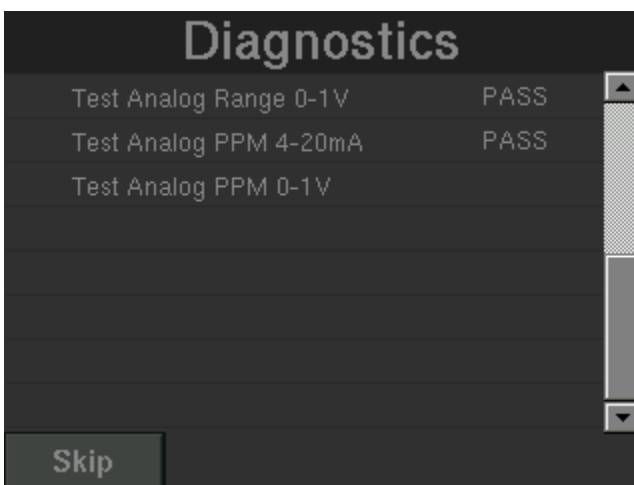 Diagnostics
Test Analog Range 0-1V PASS
Test Analog PPM 4-20mA PASS
Test Analog PPM 0-1V
Skip